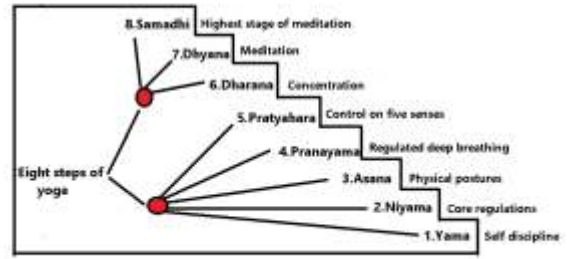 8.Samadhi Highest stage of meditation
7.Dhyana Meditation
6.Dharana Concentration
5.Pratyahara Control on five senses
4.Pranayama Regulated deep breathing
Eight steps of
yoge
3.Asana Physical postures
2.Niyama Core regulations
1.Yama Self discipline